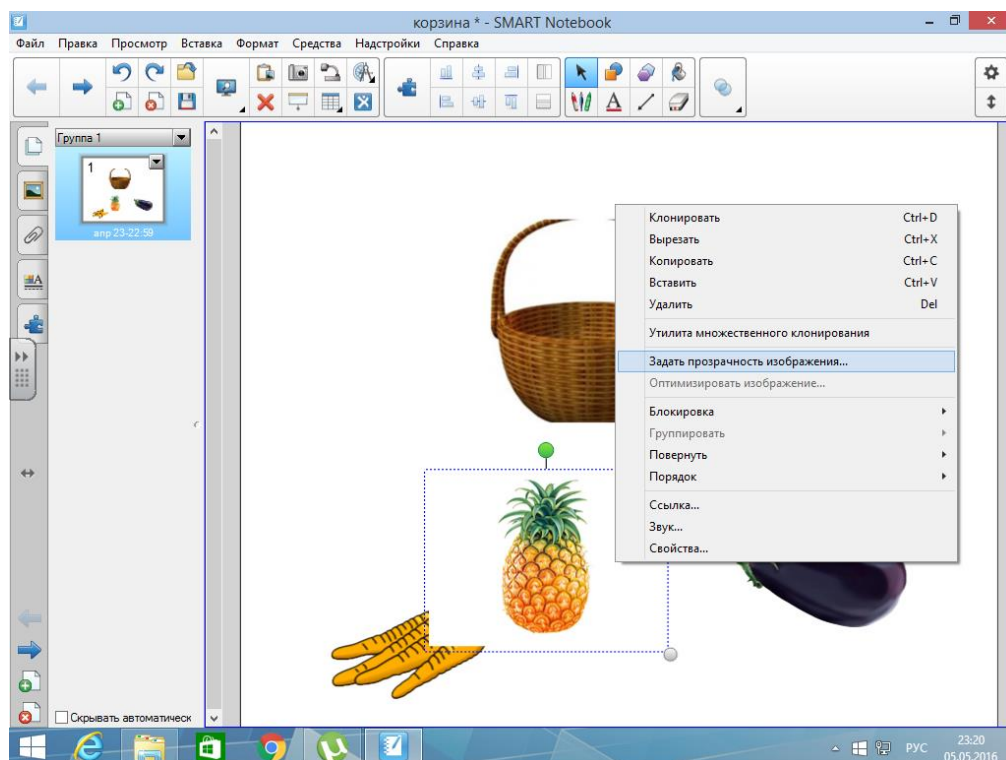 корзина * - SMART Notebook
Файл Правка Просмотр Вставка Формат Средства Надстройки Справка
A
Группа 1
1
апр 23-22:59
A
Клонировать Ctrl+D
Вырезать Ctrl+X
Копировать Ctrl+C
Вставить Ctrl+V
Удалить Del
Утилита множественного клонирования
Задать прозрачность изображения...
Оптимизировать изображение...
Блокировка
Группировать
Повернуть
Порядок
Ссылка...
Звук...
Свойства...
Скрывать автоматическ
РУС 23:20
05.05.2016